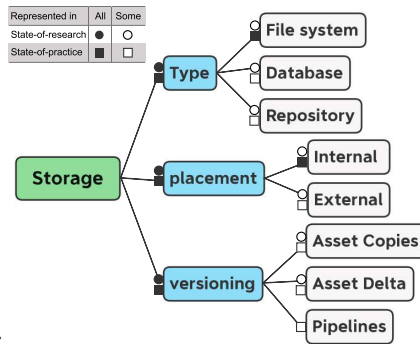 Represented in All Some
State-of-research
State-of-practice
File system
Type
Database
Repository
Internal
Storage
placement
External
Asset Copies
versioning
Asset Delta
Pipelines